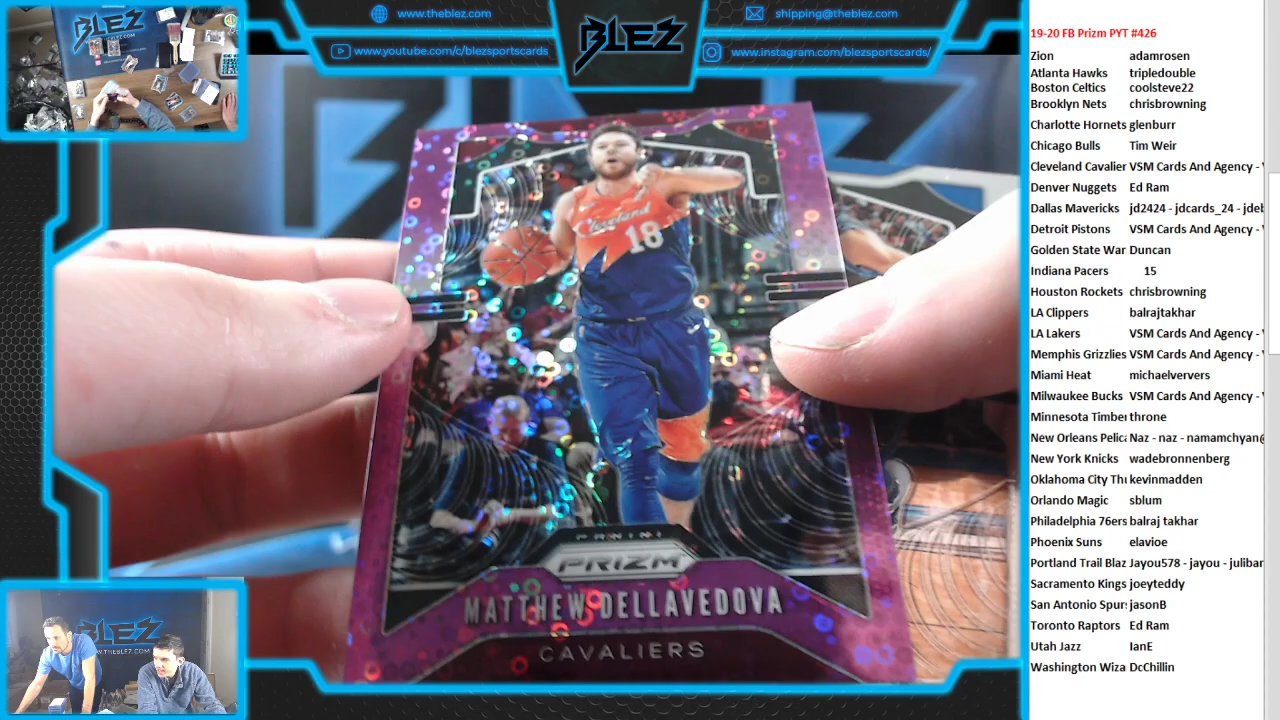 www.theblez.com
www.youtube.com/c/blezsportscards
BLEZ
shipping@theblez.com
www.instagram.com/blezsportscards/
BLEZ
Cleveland
18
PANINI
PRIZM
MATTHEW DELLAVEDOVA
CAVALIERS
BLEZ
19-20 FB Prizm PYT #426
Zion adamrosen
Atlanta Hawks tripledouble
Boston Celtics coolsteve22
Brooklyn Nets chrisbrowning
Charlotte Hornets glenburr
Chicago Bulls Tim Weir
Cleveland Cavalier VSM Cards And Agency -
Denver Nuggets Ed Ram
Dallas Mavericks jd2424 - jdcards_24 - jdeb
Detroit Pistons VSM Cards And Agency -
Golden State War Duncan
Indiana Pacers 15
Houston Rockets chrisbrowning
LA Clippers balrajtakhar
LA Lakers VSM Cards And Agency -
Memphis Grizzlies VSM Cards And Agency -
Miami Heat michaelververs
Milwaukee Bucks VSM Cards And Agency -
Minnesota Timber throne
New Orleans Pelica Naz - naz - namamchyan@
New York Knicks wadebronnenberg
Oklahoma City Thu kevinmadden
Orlando Magic sblum
Philadelphia 76ers balraj takhar
Phoenix Suns elavioe
Portland Trail Blaz Jayou578 - jayou - julibar
Sacramento Kings joeyteddy
San Antonio Spurs jasonB
Toronto Raptors Ed Ram
Utah Jazz IanE
Washington Wiza DcChillin